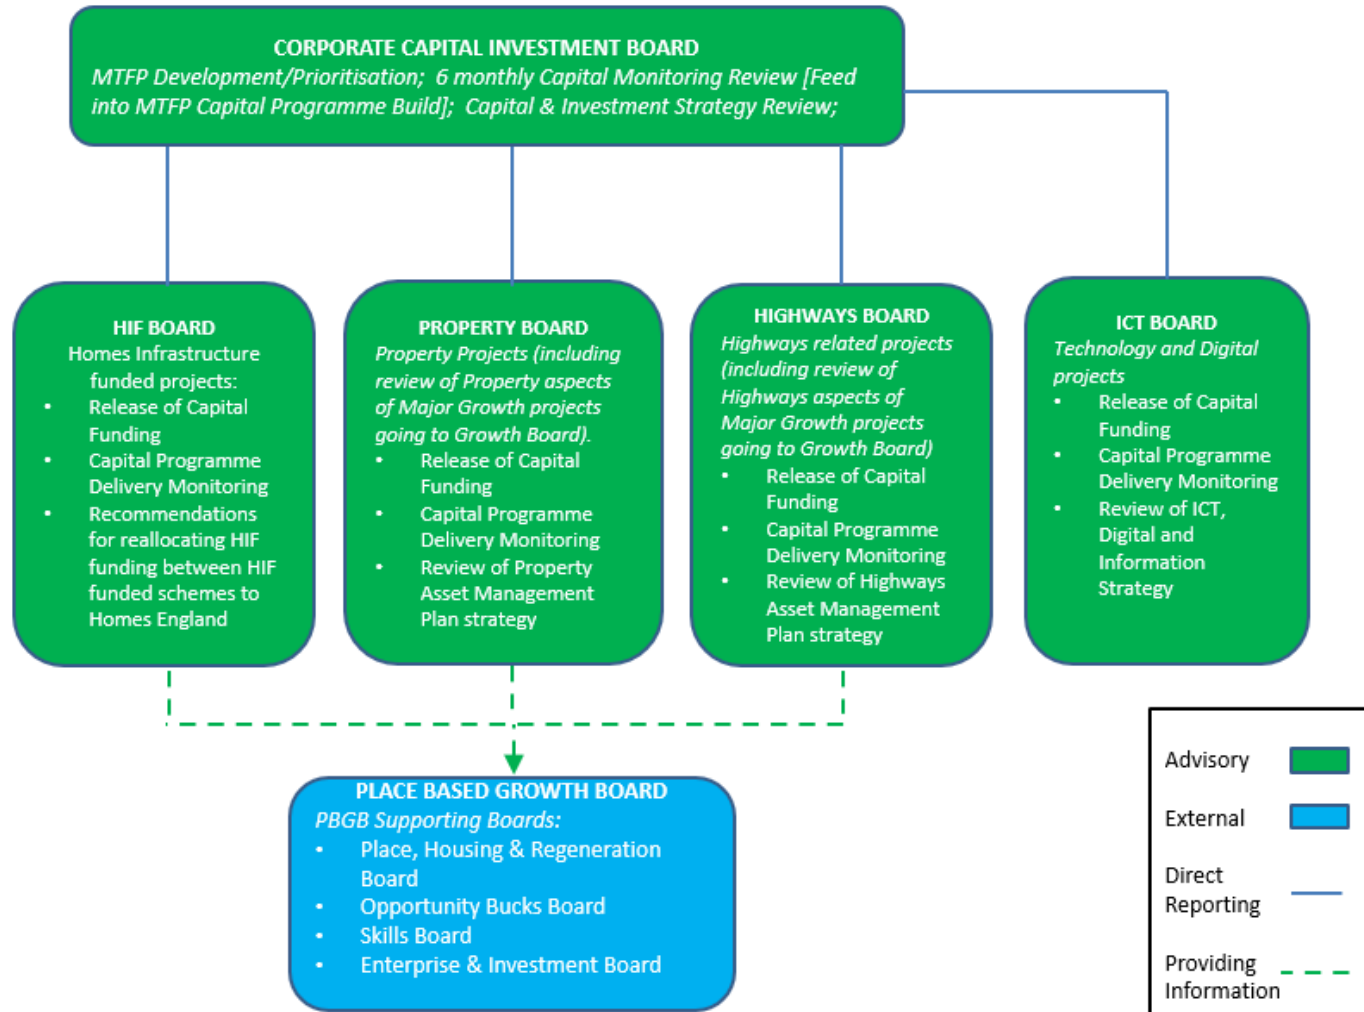 CORPORATE CAPITAL INVESTMENT BOARD
MTFP Development/Prioritisation; 6 monthly Capital Monitoring Review [Feed
into MTFP Capital Programme Build]; Capital & Investment Strategy Review;
HIF BOARD
Homes Infrastructure
funded projects:
• Release of Capital
Funding
• Capital Programme
Delivery Monitoring
• Recommendations
for reallocating HIF
funding between HIF
funded schemes to
Homes England
PROPERTY BOARD
Property Projects (including
review of Property aspects
of Major Growth projects
going to Growth Board).
• Release of Capital
Funding
• Capital Programme
Delivery Monitoring
• Review of Property
Asset Management
Plan strategy
HIGHWAYS BOARD
Highways related projects
(including review of
Highways aspects of
Major Growth projects
going to Growth Board)
• Release of Capital
Funding
• Capital Programme
Delivery Monitoring
• Review of Highways
Asset Management
Plan strategy
ICT BOARD
Technology and Digital
projects
• Release of Capital
Funding
• Capital Programme
Delivery Monitoring
• Review of ICT,
Digital and
Information
Strategy
PLACE BASED GROWTH BOARD
PBGB Supporting Boards:
• Place, Housing & Regeneration
Board
• Opportunity Bucks Board
• Skills Board
• Enterprise & Investment Board
Advisory
External
Direct
Reporting
Providing
Information